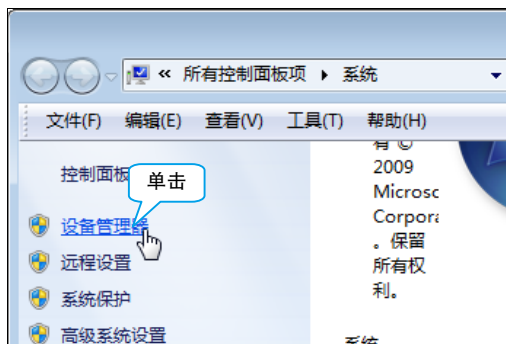 « 所有控制面板项 ▸ 系统
文件(F) 编辑(E) 查看(V) 工具(T) 帮助(H)
控制面板
单击
设备管理器
远程设置
系统保护
高级系统设置
有 ©
2009
Microsc
Corpora
。保留
所有权
利。
系统